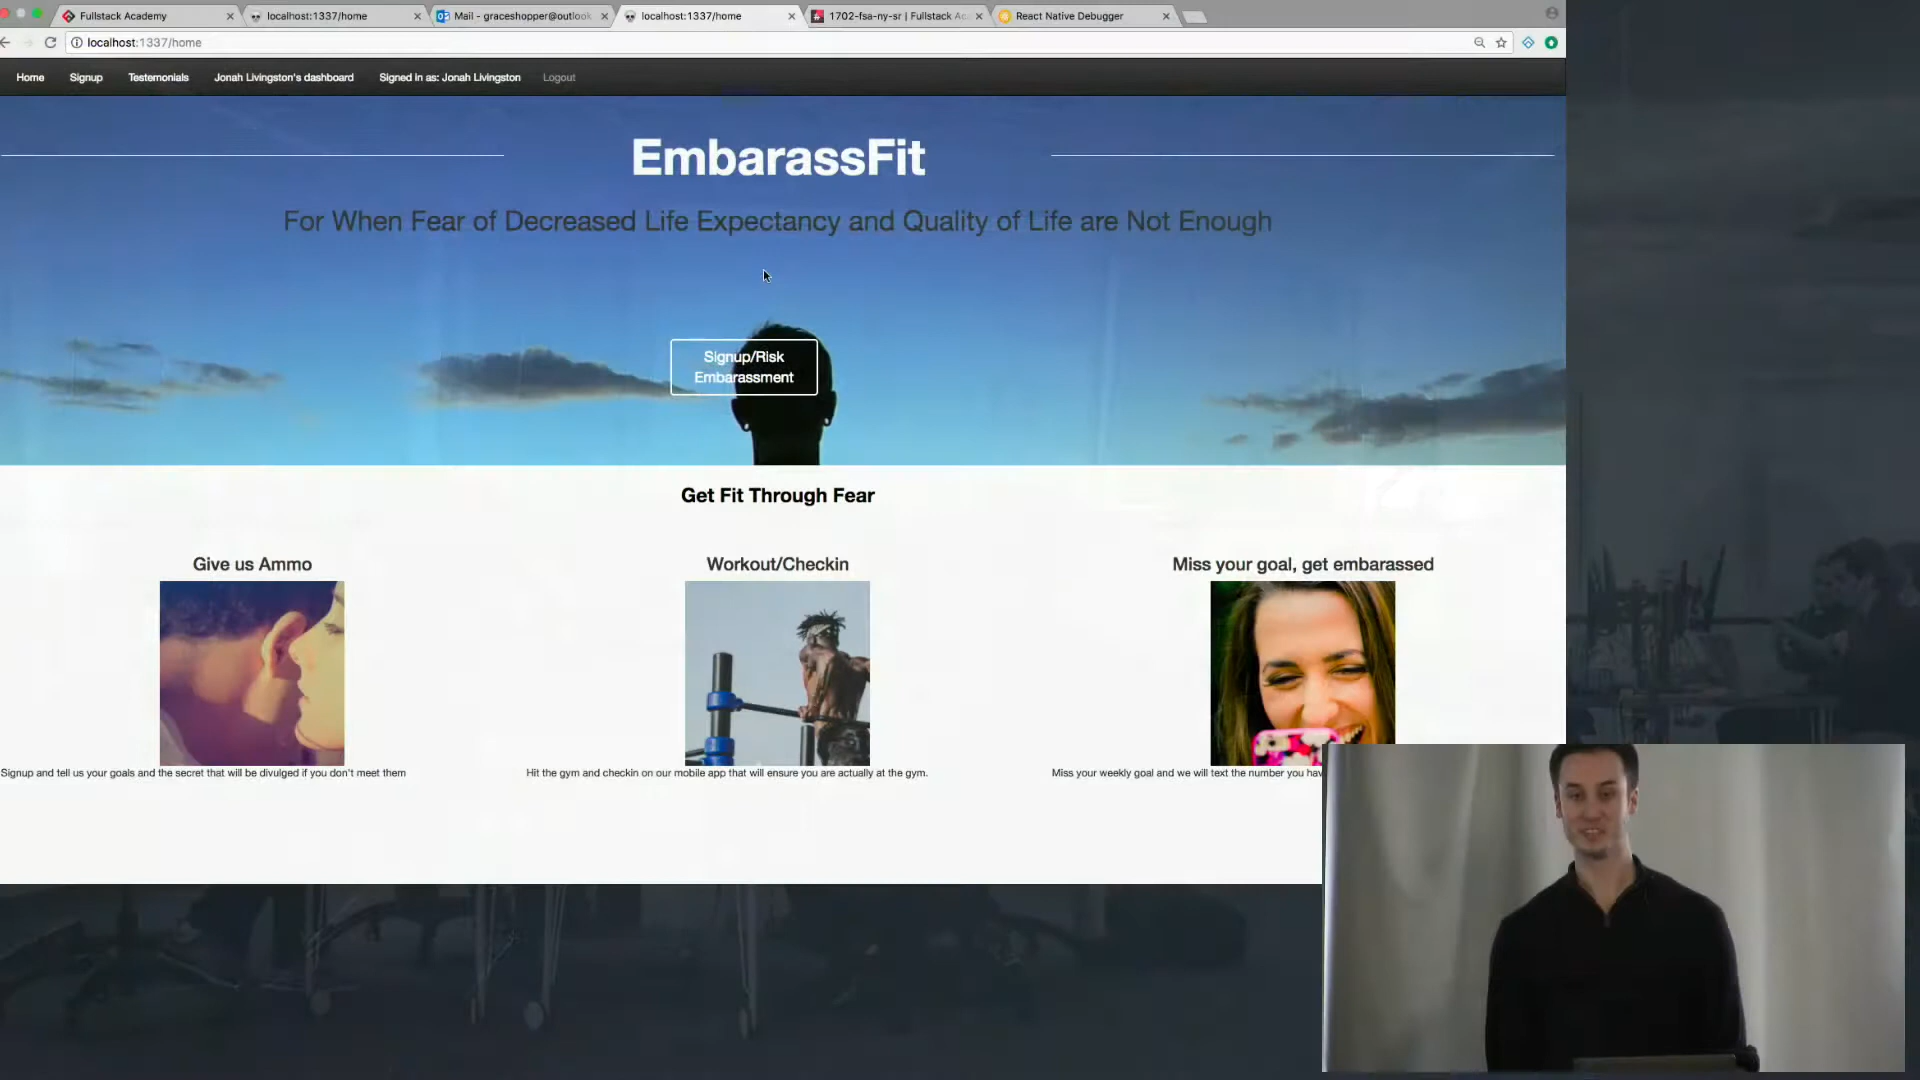 Fullstack Academy
localhost:1337/home
Mail - graceshopper@outlook
localhost:1337/home
1702-fsa-ny-sr | Fullstack Ac
React Native Debugger
localhost:1337/home
Home
Signup
Testemonials
Jonah Livingston's dashboard
Signed in as: Jonah Livingston
Logout
EmbarassFit
For When Fear of Decreased Life Expectancy and Quality of Life are Not Enough
Signup/Risk
Embarassment
Get Fit Through Fear
Give us Ammo
Workout/Checkin
Miss your goal, get embarassed
Signup and tell us your goals and the secret that will be divulged if you don't meet them
Hit the gym and checkin on our mobile app that will ensure you are actually at the gym.
Miss your weekly goal and we will text the number you hav